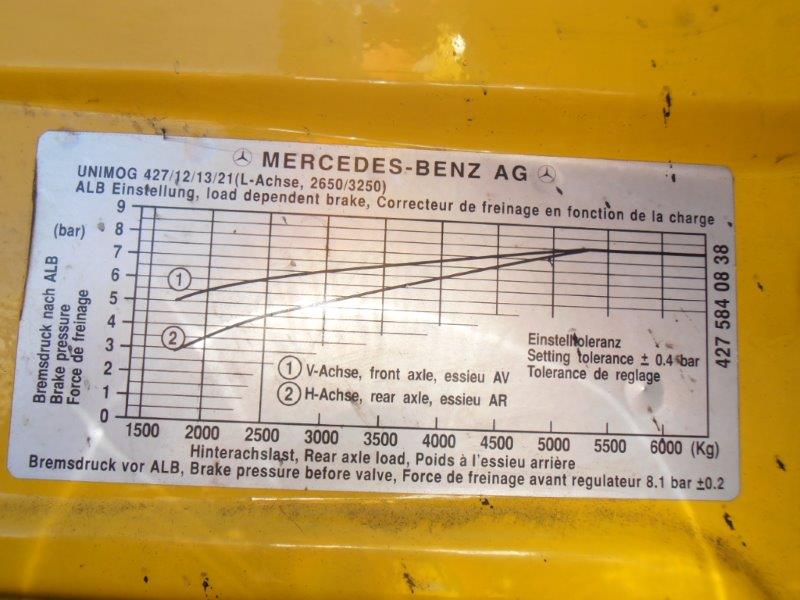 MERCEDES-BENZ AG
UNIMOG 427/12/13/21(L-Achse, 2650/3250)
ALB Einstellung, load dependent brake, Correcteur de freinage en fonction de la charge
9
(bar) 8
7
6
5
4
3
2
1
0
Bremsdruck nach ALB
Brake pressure
Force de freinage
1
2
1 V-Achse, front axle, essieu AV
2 H-Achse, rear axle, essieu AR
Einstelltoleranz
Setting tolerance ± 0.4 bar
Tolerance de reglage
427 584 08 38
1500 2000 2500 3000 3500 4000 4500 5000 5500 6000 (Kg)
Hinterachslast, Rear axle load, Poids à l'essieu arrière
Bremsdruck vor ALB, Brake pressure before valve, Force de freinage avant regulateur 8.1 bar ±0.2